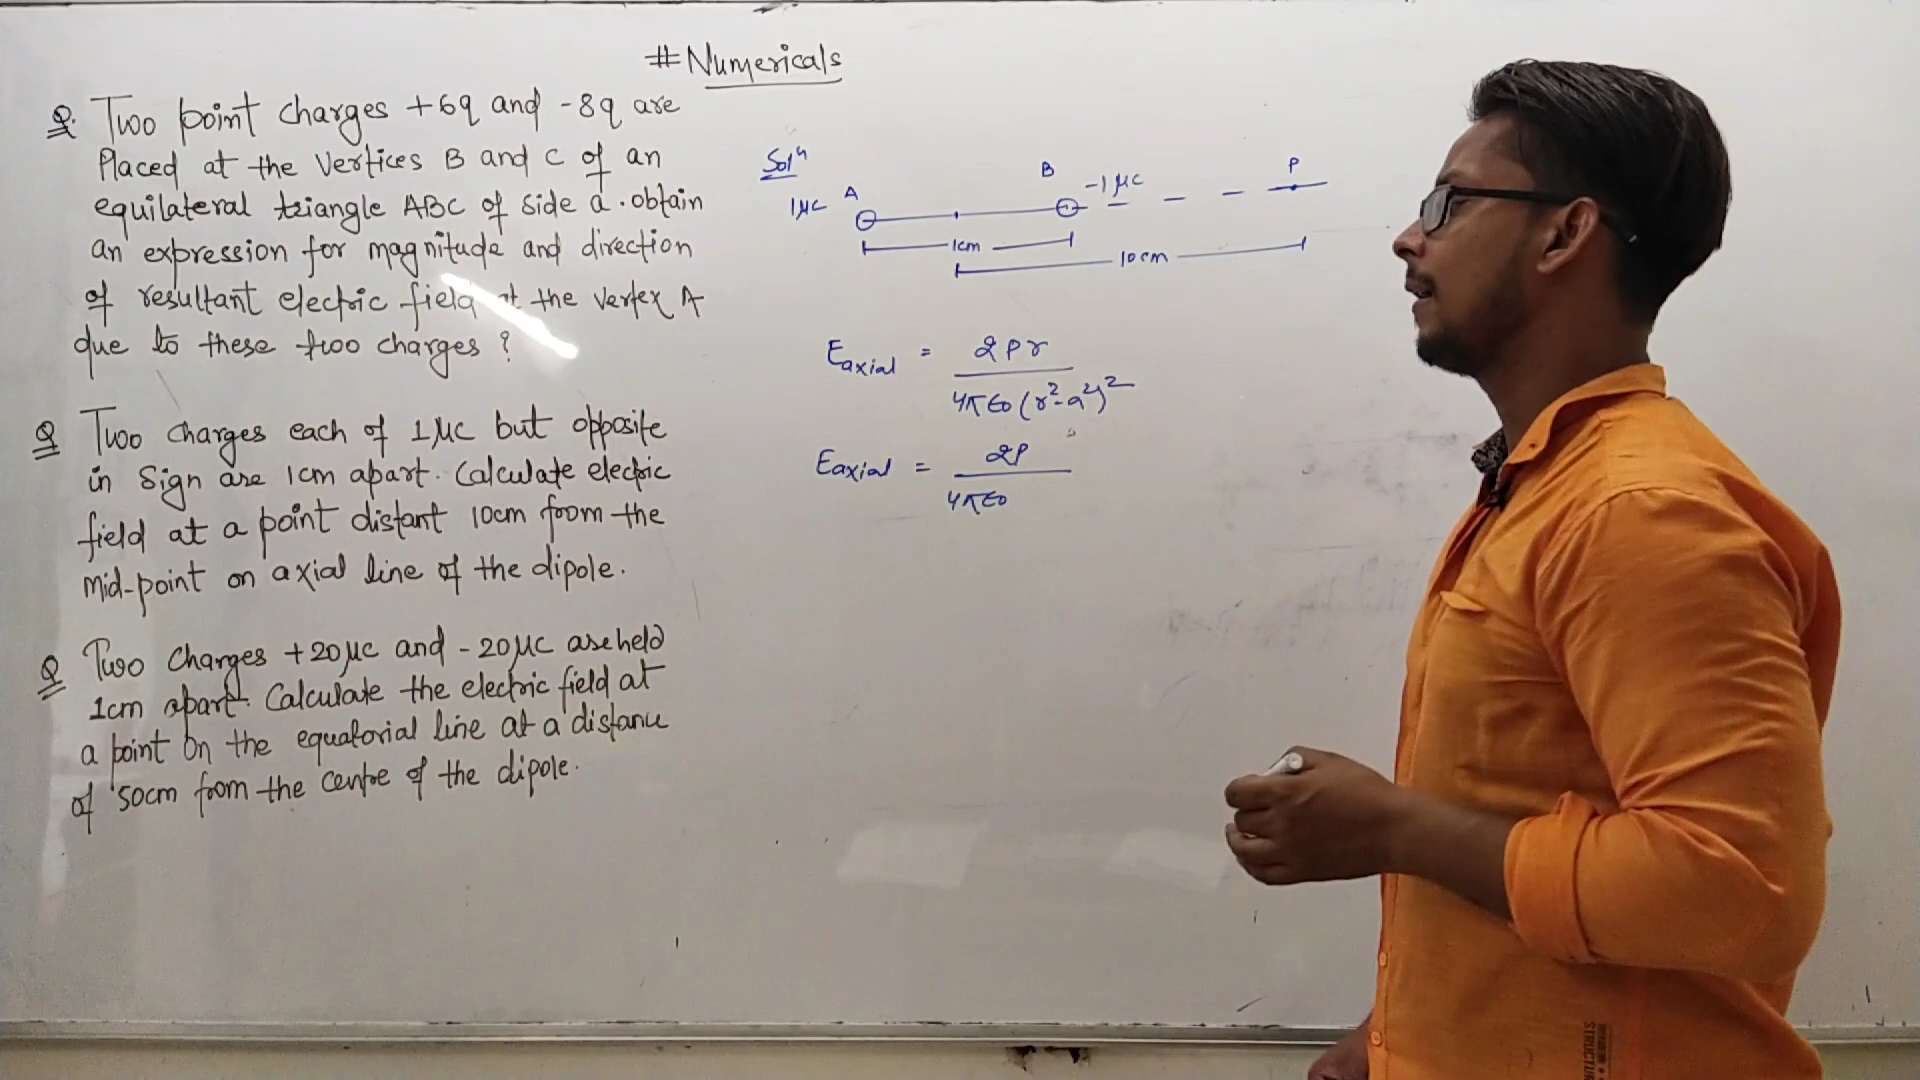 # Numericals
Q. Two point charges +6q and -8q are
Placed at the Vertices B and C of an
equilateral triangle ABC of side a. obtain
an expression for magnitude and direction
of resultant electric field at the vertex A
due to these two charges ?
Q Two charges each of 1μC but opposite
in Sign are 1cm apart. Calculate electric
field at a point distant 10cm from the
mid-point on axial line of the dipole.
Q Two Charges +20μC and -20μC are held
1cm apart. Calculate the electric field at
a point on the equatorial line at a distance
of 50cm from the centre of the dipole.
Solⁿ
1μC A B -1μC P
1cm
10cm
Eaxial = 2pr / 4πε0 (r²-a²)²
Eaxial = 2p / 4πε0
STRUCTUR